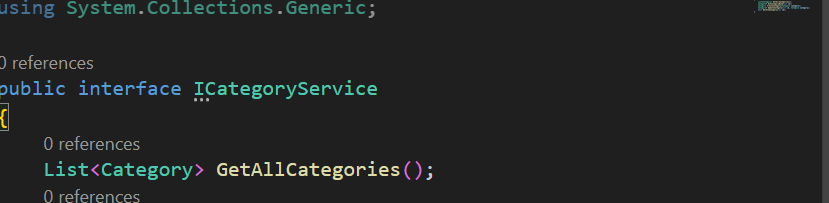 using System.Collections.Generic;
0 references
public interface ICategoryService
{
0 references
List<Category> GetAllCategories();
0 references